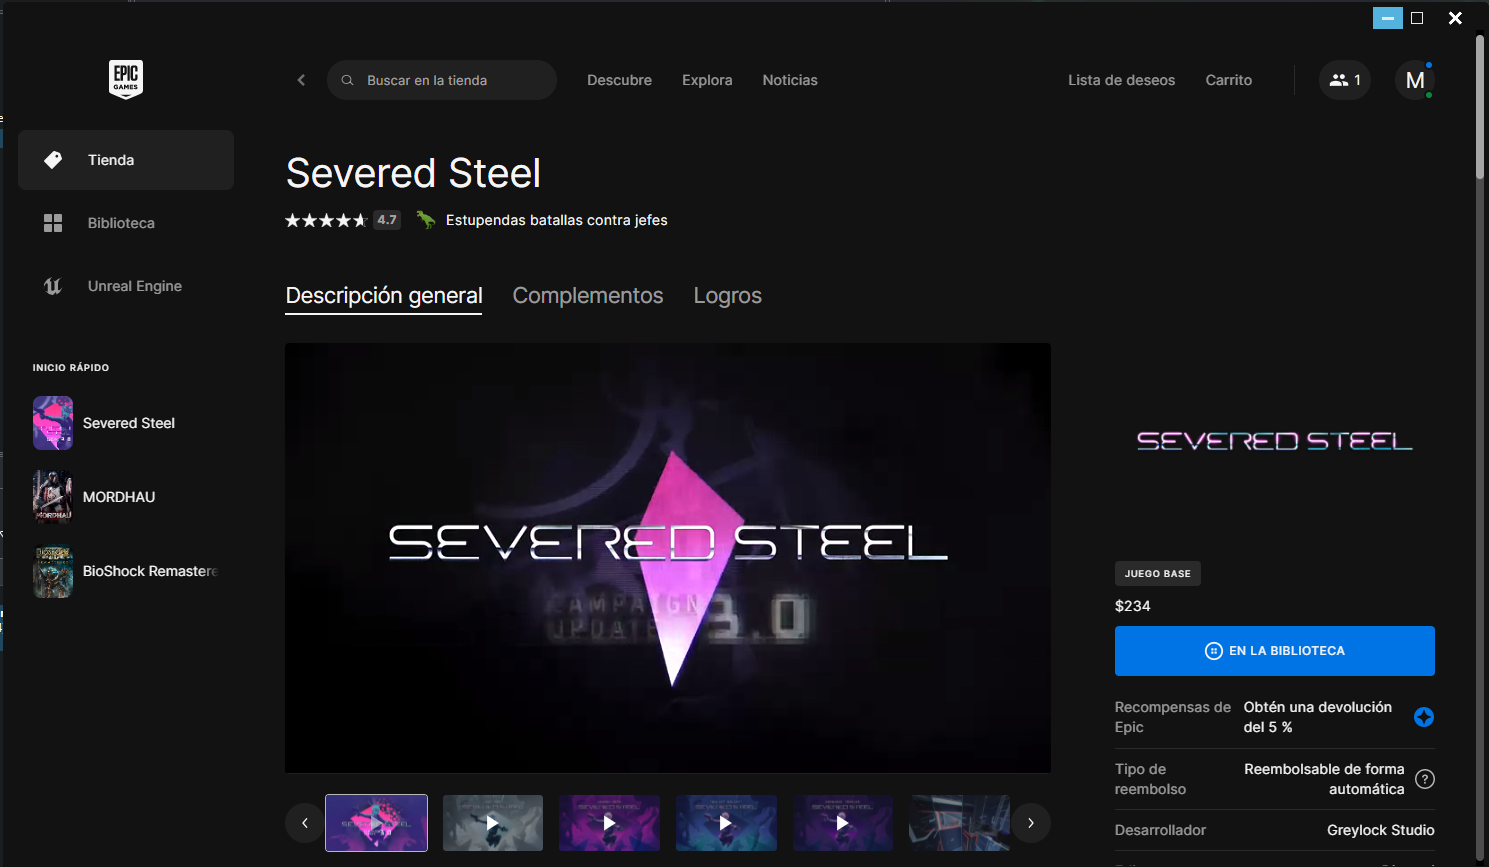 EPIC
GAMES
Buscar en la tienda
Descubre
Explora
Noticias
Lista de deseos
Carrito
1
M
Tienda
Biblioteca
Unreal Engine
INICIO RÁPIDO
Severed Steel
MORDHAU
BioShock Remastere
Severed Steel
4.7
Estupendas batallas contra jefes
Descripción general
Complementos
Logros
SEVERED STEEL
CAMPAIGN
UPDATE
3.0
SEVERED STEEL
JUEGO BASE
$234
EN LA BIBLIOTECA
Recompensas de
Epic
Obtén una devolución
del 5 %
Tipo de
reembolso
Reembolsable de forma
automática
?
Desarrollador
Greylock Studio